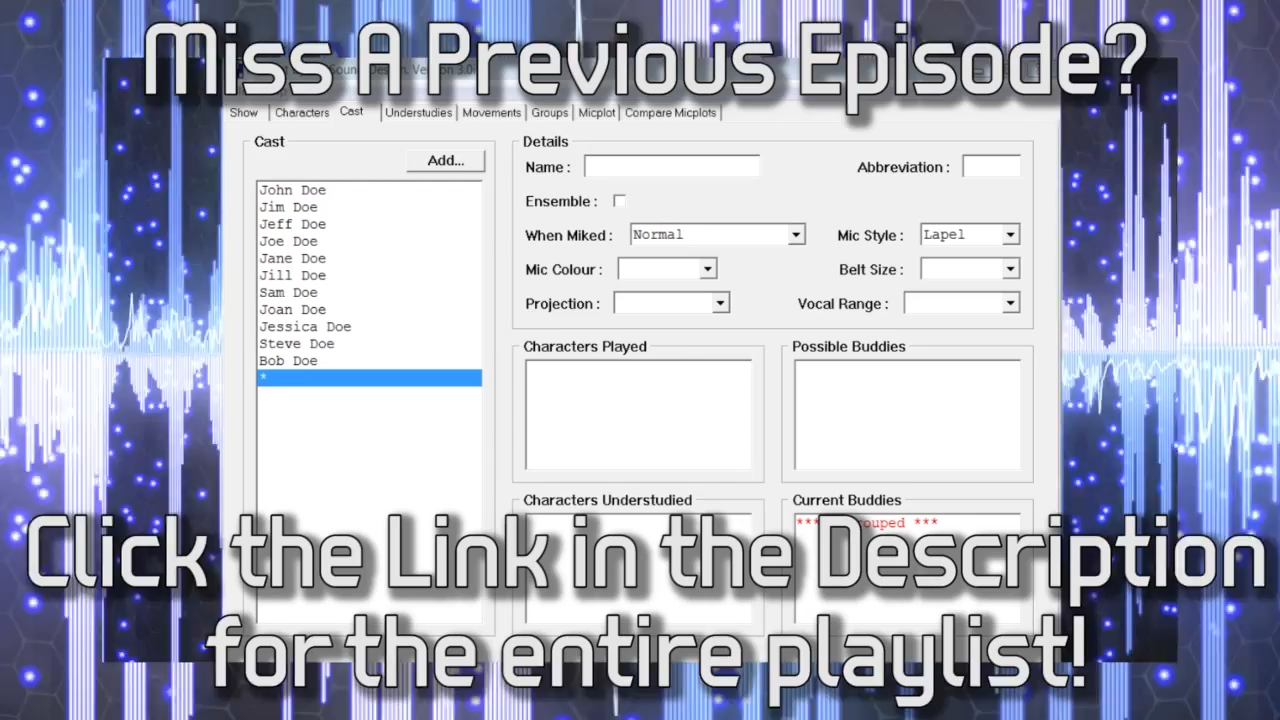 Miss A Previous Episode?
Show Characters Cast Understudies Movements Groups Micplot Compare Micplots
Cast
Add...
John Doe
Jim Doe
Jeff Doe
Joe Doe
Jane Doe
Jill Doe
Sam Doe
Joan Doe
Jessica Doe
Steve Doe
Bob Doe
*
Details
Name :
Abbreviation :
Ensemble :
When Miked : Normal
Mic Style : Lapel
Mic Colour :
Belt Size :
Projection :
Vocal Range :
Characters Played
Possible Buddies
Characters Understudied
Current Buddies
Click the Link in the Description
for the entire playlist!